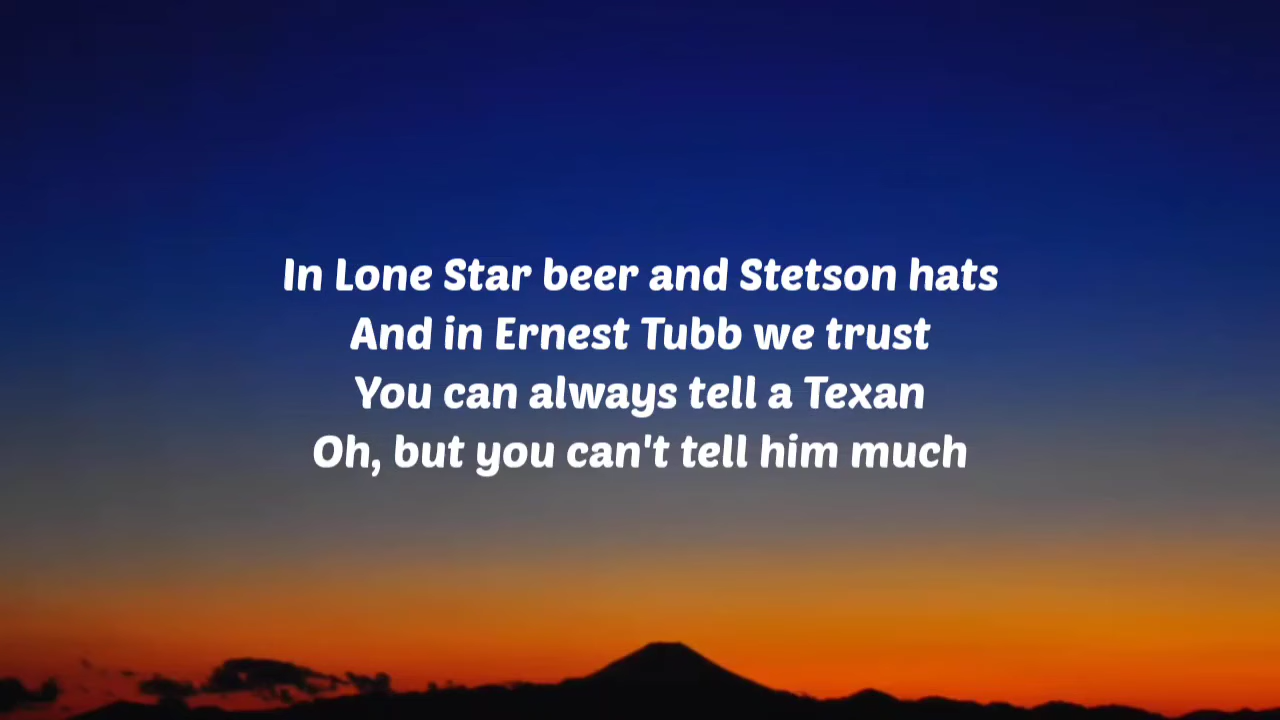 In Lone Star beer and Stetson hats
And in Ernest Tubb we trust
You can always tell a Texan
Oh, but you can't tell him much